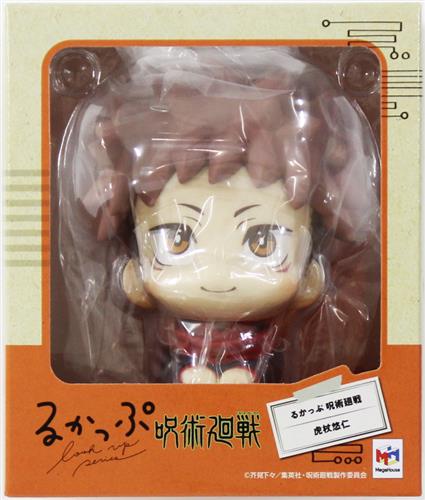 るかっぷ
look up
series
呪術廻戦
るかっぷ 呪術廻戦
虎杖悠仁
MegaHouse
©芥見下々／集英社・呪術廻戦製作委員会